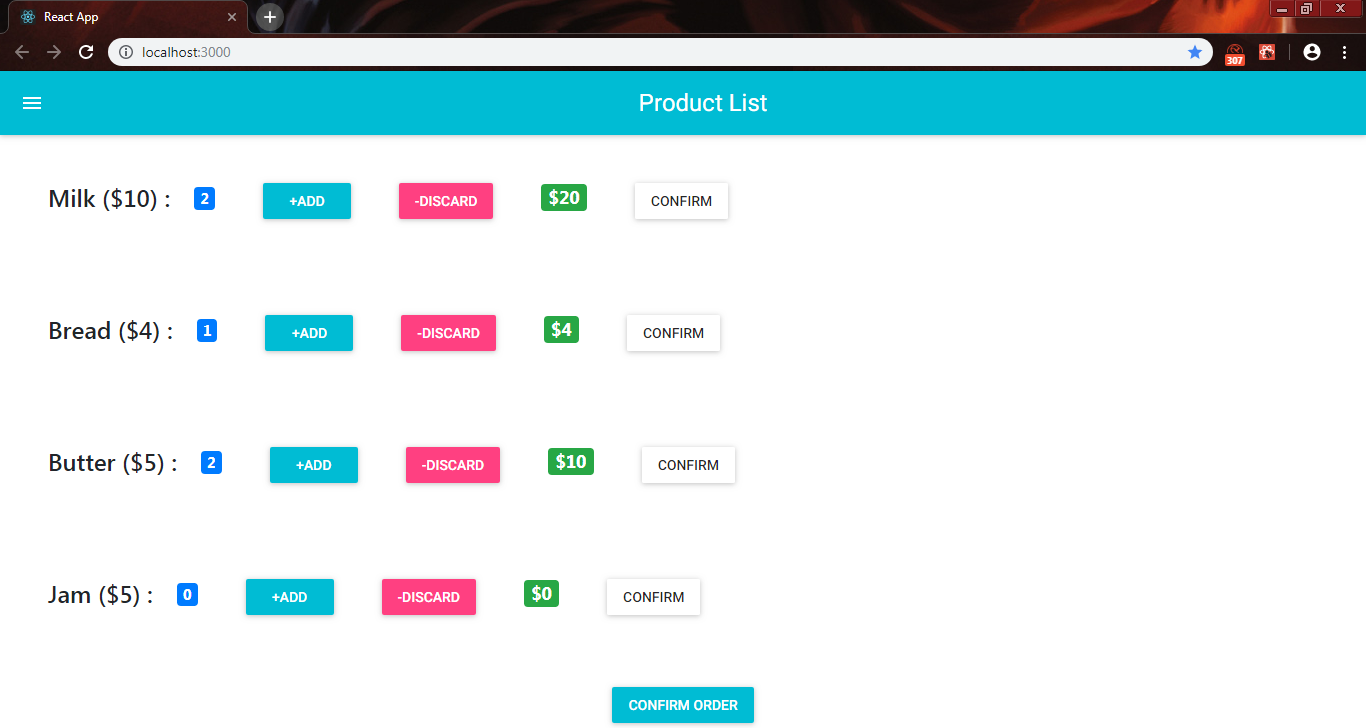 React App
localhost:3000
307
Product List
Milk ($10) : 2 +ADD -DISCARD $20 CONFIRM
Bread ($4) : 1 +ADD -DISCARD $4 CONFIRM
Butter ($5) : 2 +ADD -DISCARD $10 CONFIRM
Jam ($5) : 0 +ADD -DISCARD $0 CONFIRM
CONFIRM ORDER